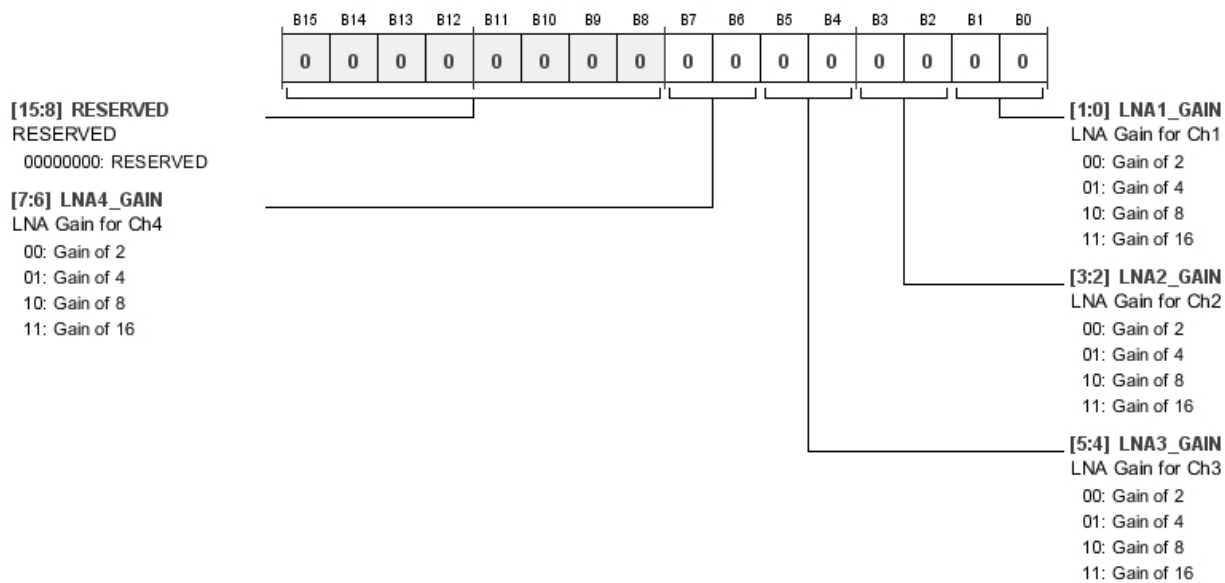 B15 B14 B13 B12 B11 B10 B9 B8 B7 B6 B5 B4 B3 B2 B1 B0
0 0 0 0 0 0 0 0 0 0 0 0 0 0 0 0
[15:8] RESERVED
RESERVED
00000000: RESERVED
[7:6] LNA4_GAIN
LNA Gain for Ch4
00: Gain of 2
01: Gain of 4
10: Gain of 8
11: Gain of 16
[1:0] LNA1_GAIN
LNA Gain for Ch1
00: Gain of 2
01: Gain of 4
10: Gain of 8
11: Gain of 16
[3:2] LNA2_GAIN
LNA Gain for Ch2
00: Gain of 2
01: Gain of 4
10: Gain of 8
11: Gain of 16
[5:4] LNA3_GAIN
LNA Gain for Ch3
00: Gain of 2
01: Gain of 4
10: Gain of 8
11: Gain of 16